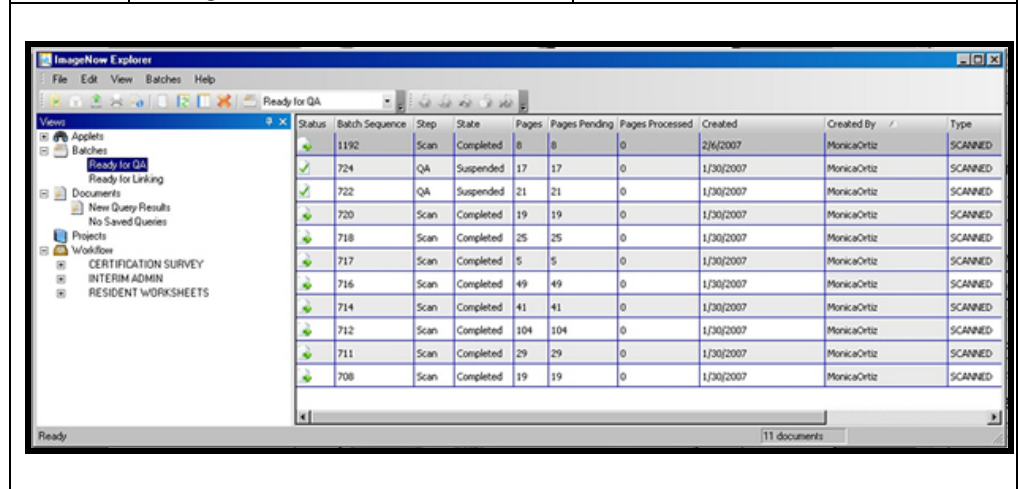 ImageNow Explorer
File Edit View Batches Help
Ready for QA
Views
Applets
Batches
Ready for QA
Ready for Linking
Documents
New Query Results
No Saved Queries
Projects
Workflow
CERTIFICATION SURVEY
INTERIM ADMIN
RESIDENT WORKSHEETS
Status Batch Sequence Step State Pages Pages Pending Pages Processed Created Created By Type
1192 Scan Completed 8 8 0 2/6/2007 MonicaOrtiz SCANNED
724 QA Suspended 17 17 0 1/30/2007 MonicaOrtiz SCANNED
722 QA Suspended 21 21 0 1/30/2007 MonicaOrtiz SCANNED
720 Scan Completed 19 19 0 1/30/2007 MonicaOrtiz SCANNED
718 Scan Completed 25 25 0 1/30/2007 MonicaOrtiz SCANNED
717 Scan Completed 5 5 0 1/30/2007 MonicaOrtiz SCANNED
716 Scan Completed 49 49 0 1/30/2007 MonicaOrtiz SCANNED
714 Scan Completed 41 41 0 1/30/2007 MonicaOrtiz SCANNED
712 Scan Completed 104 104 0 1/30/2007 MonicaOrtiz SCANNED
711 Scan Completed 29 29 0 1/30/2007 MonicaOrtiz SCANNED
708 Scan Completed 19 19 0 1/30/2007 MonicaOrtiz SCANNED
Ready
11 documents